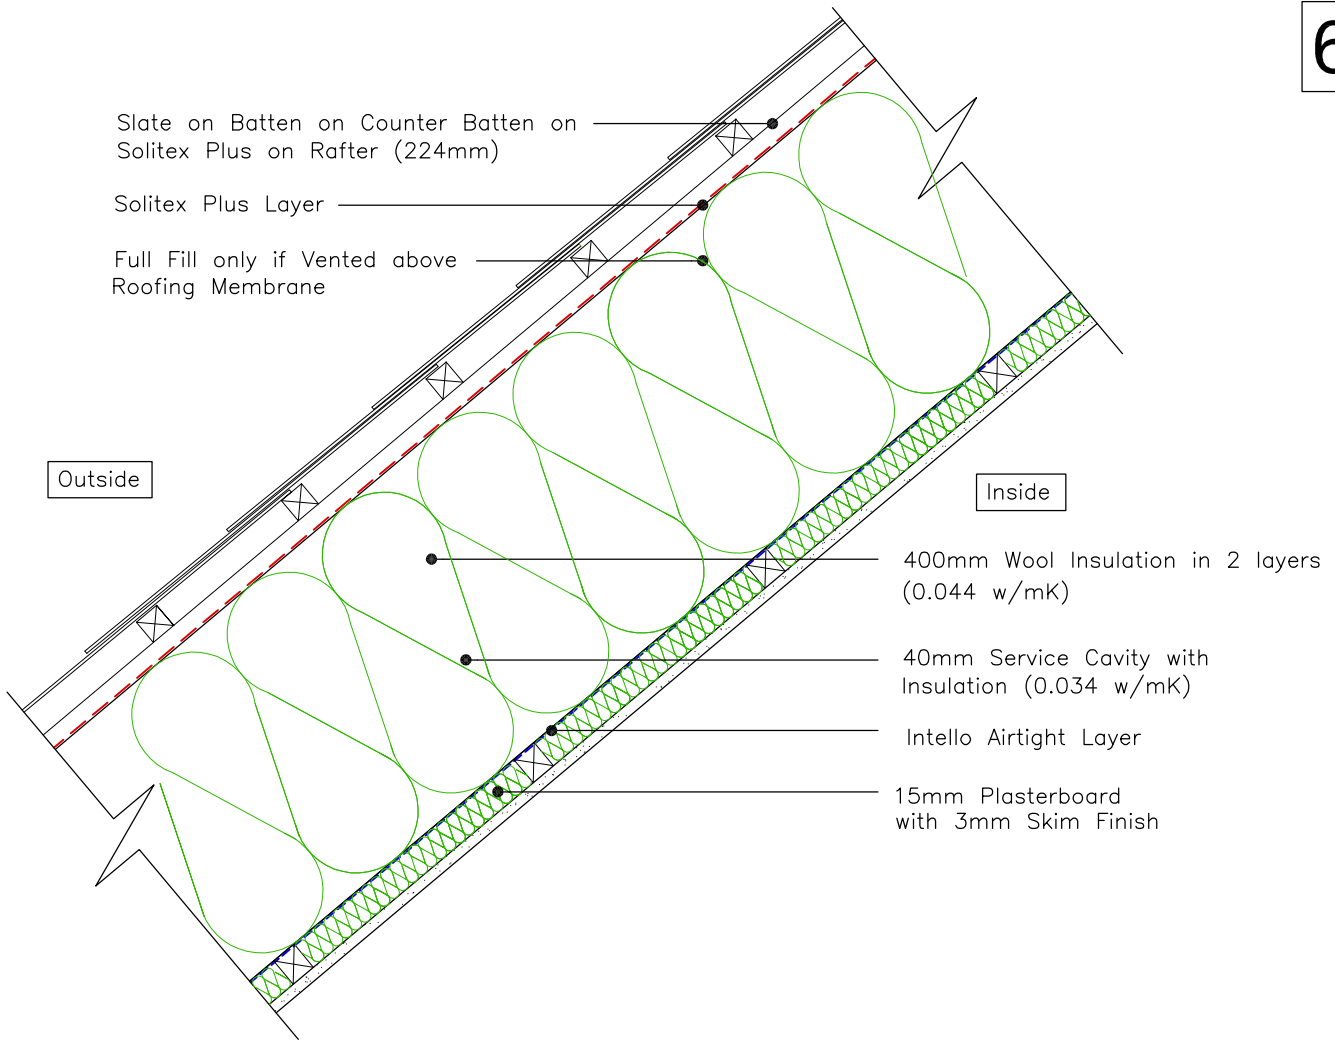 6
Slate on Batten on Counter Batten on
Solitex Plus on Rafter (224mm)
Solitex Plus Layer
Full Fill only if Vented above
Roofing Membrane
Outside
Inside
400mm Wool Insulation in 2 layers
(0.044 w/mK)
40mm Service Cavity with
Insulation (0.034 w/mK)
Intello Airtight Layer
15mm Plasterboard
with 3mm Skim Finish